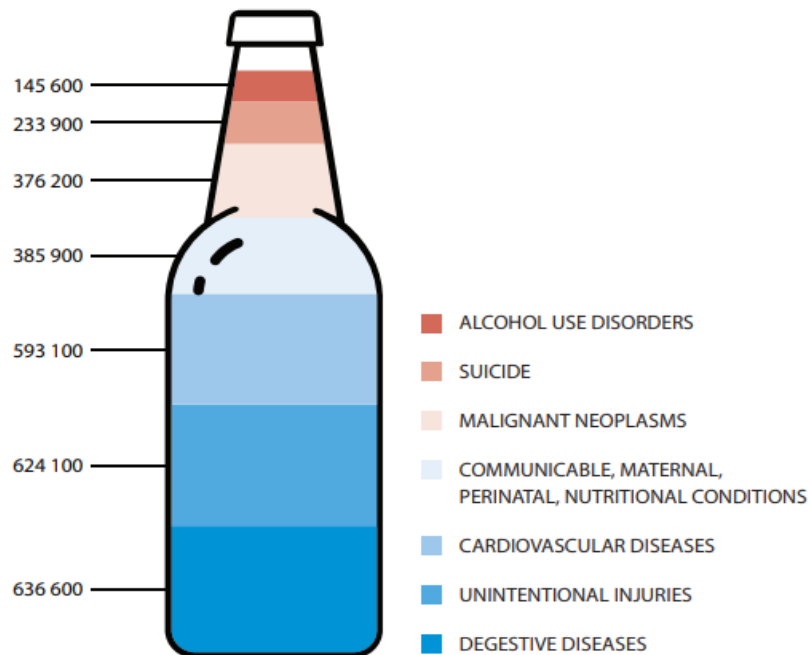 145 600
233 900
376 200
385 900
593 100
624 100
636 600
ALCOHOL USE DISORDERS
SUICIDE
MALIGNANT NEOPLASMS
COMMUNICABLE, MATERNAL,
PERINATAL, NUTRITIONAL CONDITIONS
CARDIOVASCULAR DISEASES
UNINTENTIONAL INJURIES
DEGESTIVE DISEASES